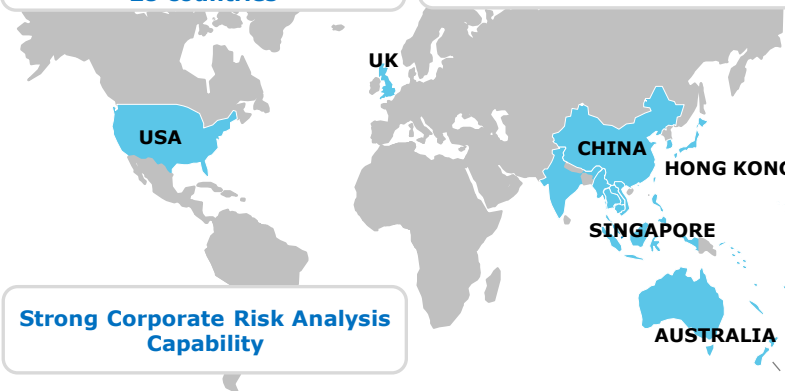 UK
USA
CHINA
HONG KONG
SINGAPORE
Strong Corporate Risk Analysis
Capability
AUSTRALIA